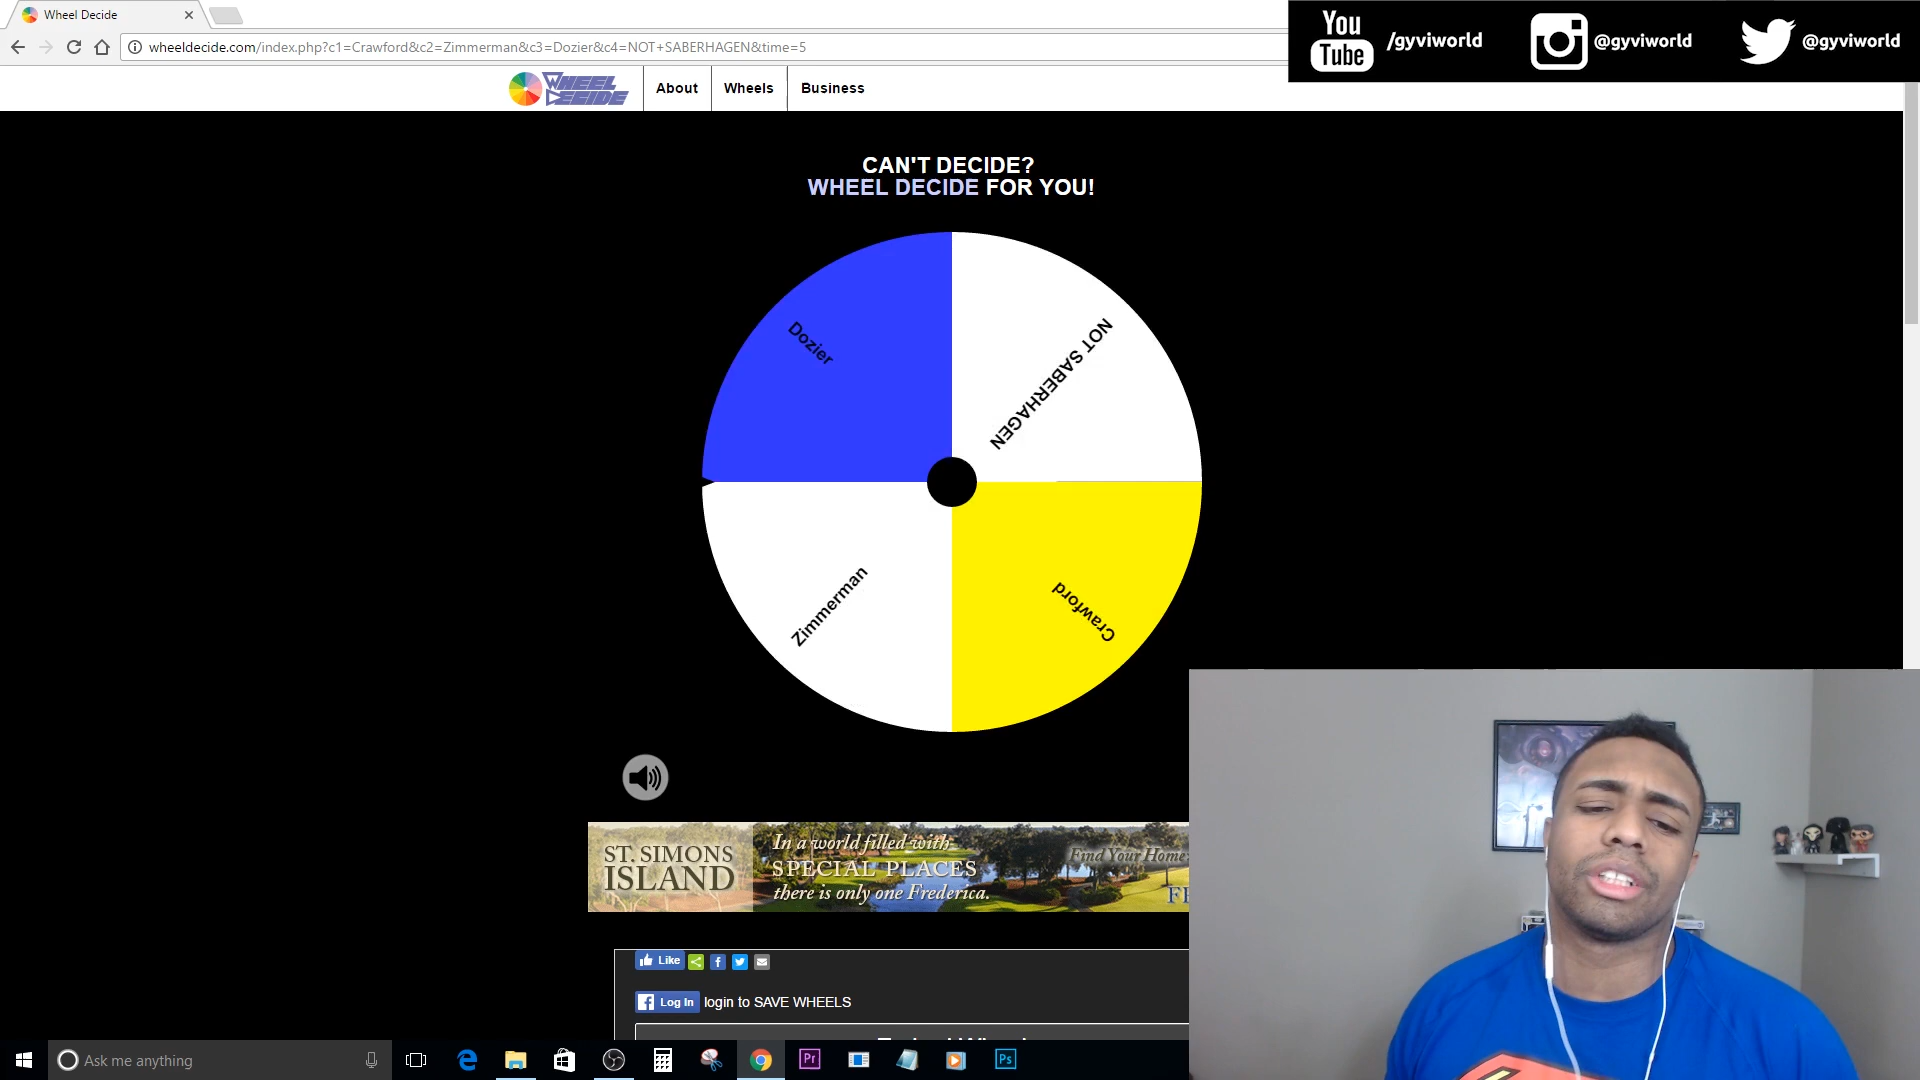 Wheel Decide
wheeldecide.com/index.php?c1=Crawford&c2=Zimmerman&c3=Dozier&c4=NOT+SABERHAGEN&time=5
You
Tube
/gyviworld
@gyviworld
@gyviworld
WHEEL
DECIDE
About
Wheels
Business
CAN'T DECIDE?
WHEEL DECIDE FOR YOU!
Dozier
NOT SABERHAGEN
Zimmerman
Crawford
ST. SIMONS
ISLAND
In a world filled with
SPECIAL PLACES
there is only one Frederica.
Find Your Home
Like
Log In
login to SAVE WHEELS
Ask me anything
Pr
Ps